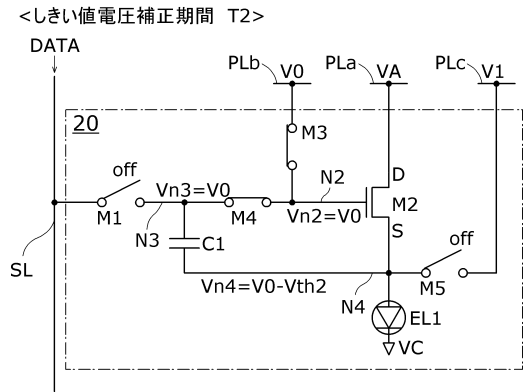 <しきい値電圧補正期間 T2>
DATA
PLb
V0
PLa
VA
PLc
V1
20
M3
off
Vn3=V0
N2
D
M2
M1
N3
M4
Vn2=V0
S
off
C1
SL
Vn4=V0-Vth2
N4
M5
EL1
VC